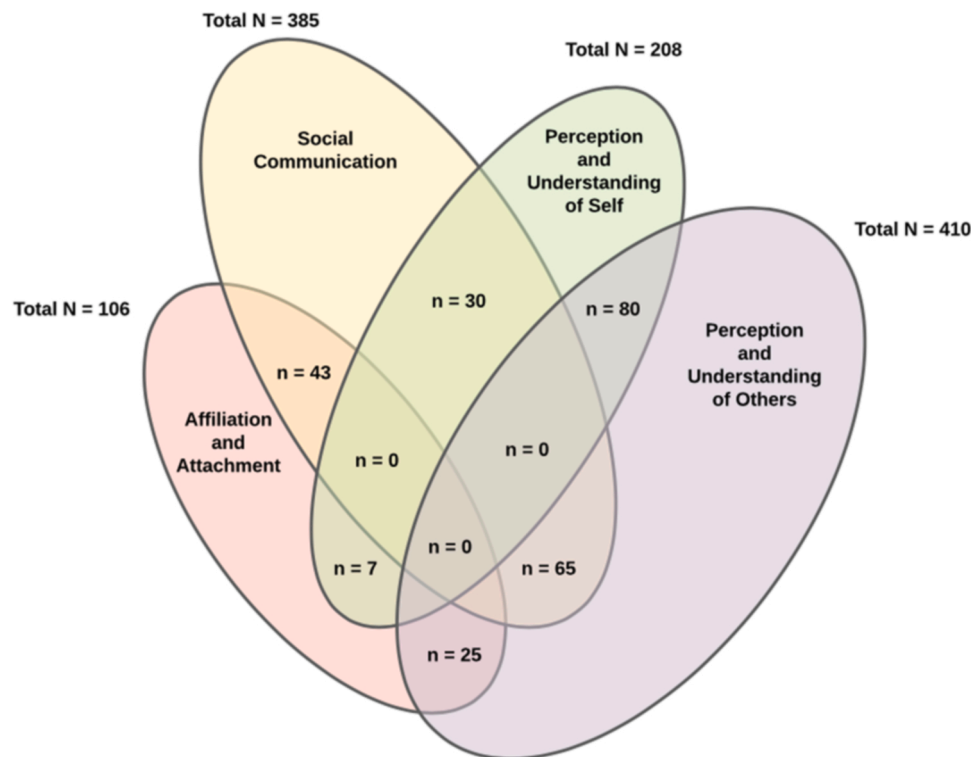 Total N = 385
Total N = 208
Social
Communication
Perception
and
Understanding
of Self
Total N = 410
Total N = 106
n = 30
n = 80
Perception
and
Understanding
of Others
n = 43
Affiliation
and
Attachment
n = 0
n = 0
n = 0
n = 7
n = 65
n = 25